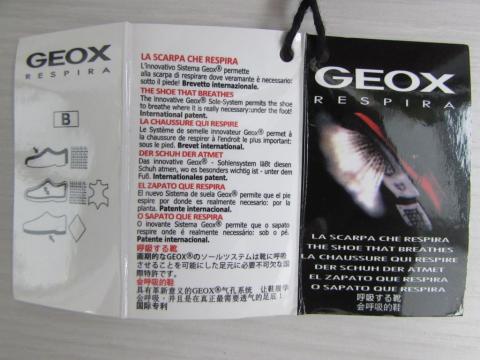 GEOX
RESPIRA
B
LA SCARPA CHE RESPIRA
L'innovativo Sistema Geox® permette
alla scarpa di respirare dove veramante è necessario:
sotto il piede! Brevetto internazionale.
THE SHOE THAT BREATHES
The innovative Geox® Sole-System permits the shoe
to breathe where it is really necessary:under the foot!
International patent.
LA CHAUSSURE QUI RESPIRE
Le Système de semelle innovateur Geox® permet à
la chaussure de respirer à l'endroit le plus important:
sous le pied. Brevet international.
DER SCHUH DER ATMET
Das innovative Geox® - Sohlensystem läßt diesen
Schuh atmen, wo es besonders wichtig ist - unter dem
Fuß. Internationales patent.
EL ZAPATO QUE RESPIRA
El nuevo Sistema de suela Geox® permite que el pie
espire por donde es realmente necesario: por la
planta. Patente internacional.
O SAPATO QUE RESPIRA
O inovante Sistema Geox® permite que o sapato
respire onde é realmente necessário: sob o pé.
Patente internacional.
呼吸する靴
画期的なGEOX®のソールシステムは靴に呼吸
させることを可能にした足元に必要不可欠な国
際特許です。
会呼吸的鞋
具有革新意义的GEOX®气孔系统 让鞋履学
会呼吸，并且是在真正最需要透气的足底！
国际专利
GEOX
RESPIRA
LA SCARPA CHE RESPIRA
THE SHOE THAT BREATHES
LA CHAUSSURE QUI RESPIRE
DER SCHUH DER ATMET
EL ZAPATO QUE RESPIRA
O SAPATO QUE RESPIRA
呼吸する靴
会呼吸的鞋